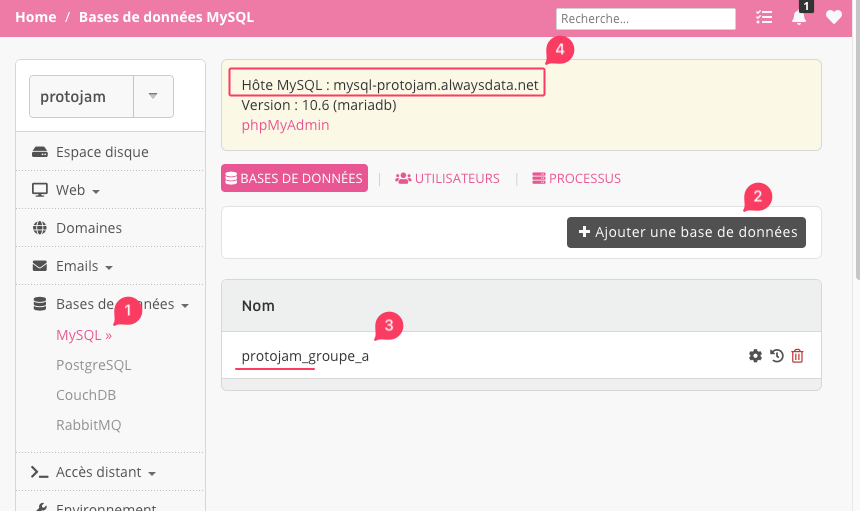 Home / Bases de données MySQL
Recherche...
1
4
protojam
Hôte MySQL : mysql-protojam.alwaysdata.net
Version : 10.6 (mariadb)
phpMyAdmin
Espace disque
Web
Domaines
Emails
Bases de données
1
MySQL »
PostgreSQL
CouchDB
RabbitMQ
Accès distant
Environnement
BASES DE DONNÉES | UTILISATEURS | PROCESSUS
2
Ajouter une base de données
Nom
3
protojam_groupe_a